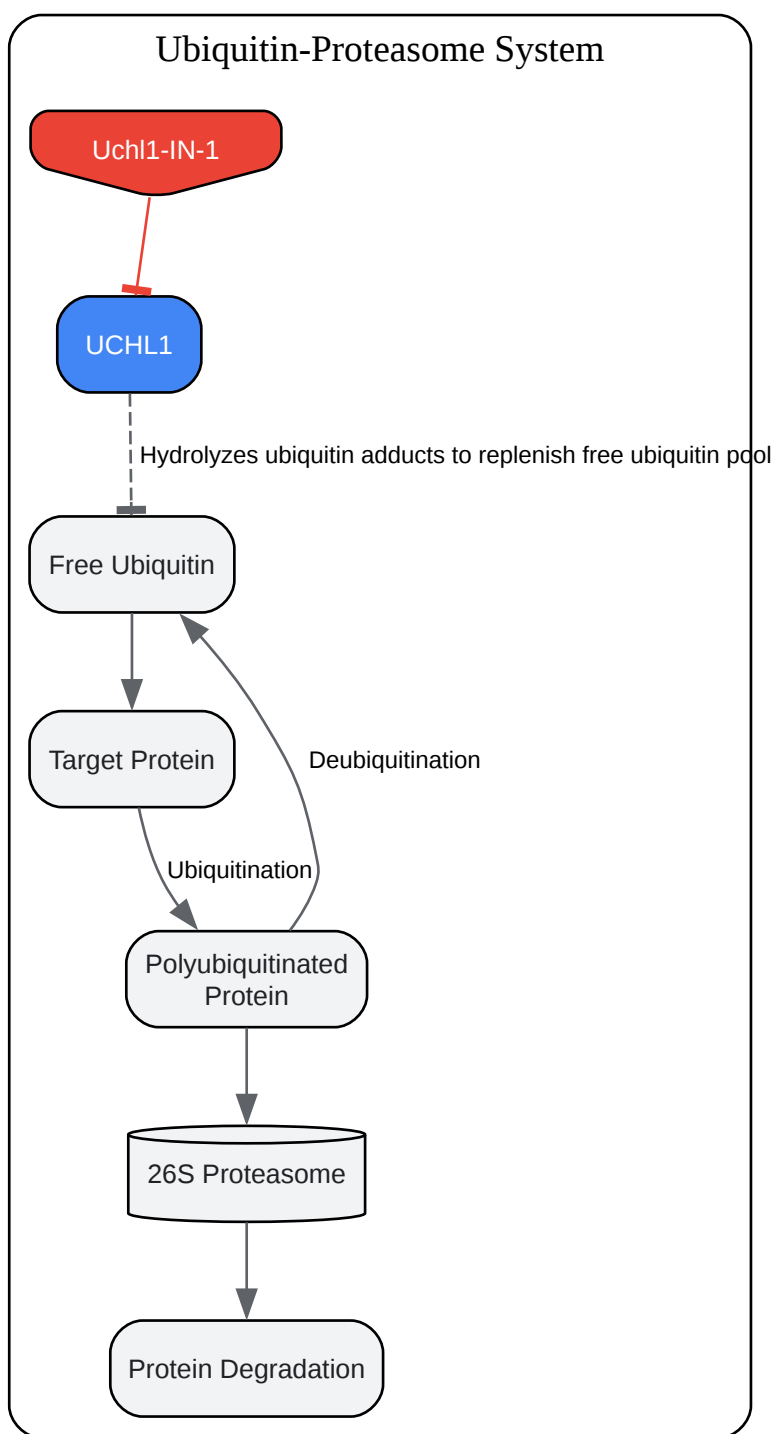 Ubiquitin-Proteasome System
Uchl1-IN-1
UCHL1
Hydrolyzes ubiquitin adducts to replenish free ubiquitin pool
Free Ubiquitin
Target Protein
Deubiquitination
Ubiquitination
Polyubiquitinated
Protein
26S Proteasome
Protein Degradation